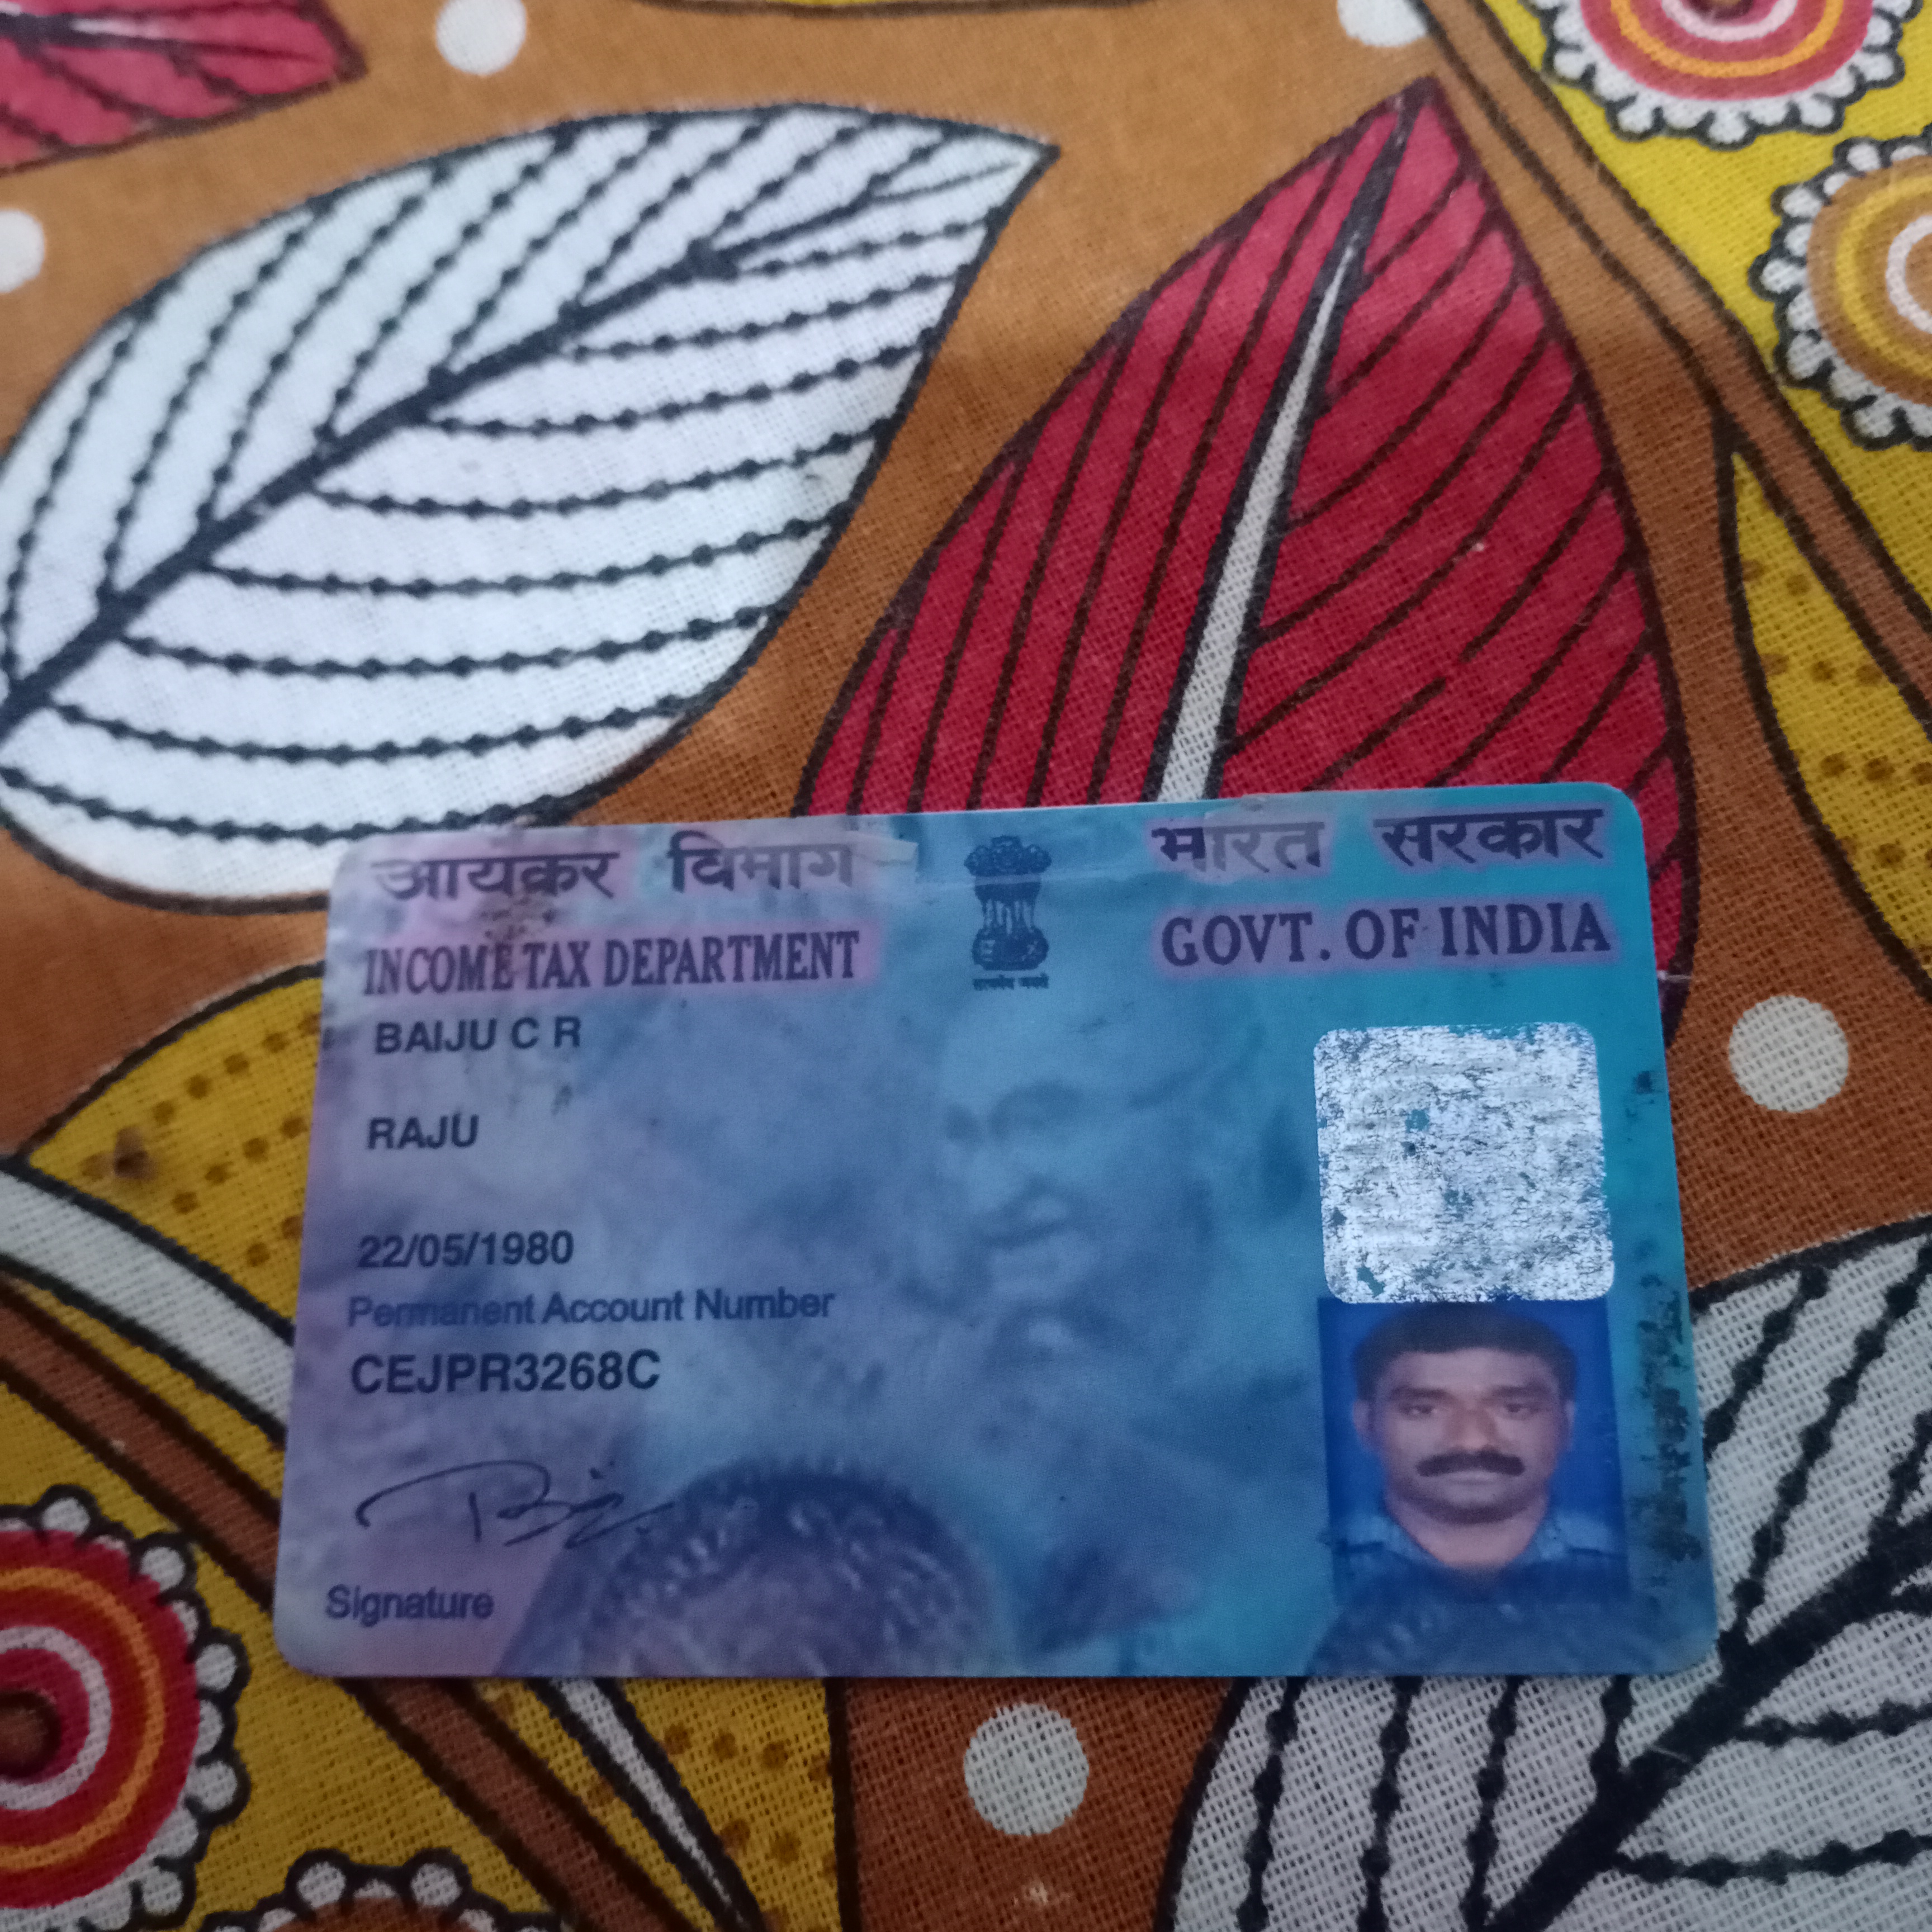 आयकर विभाग
भारत सरकार
INCOME TAX DEPARTMENT
GOVT. OF INDIA
सत्यमेव जयते
BAIJU C R
RAJU
22/05/1980
Permanent Account Number
CEJPR3268C
Signature